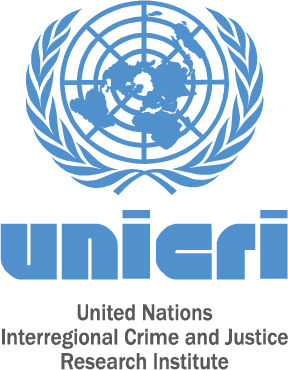 unicri
United Nations
Interregional Crime and Justice
Research Institute